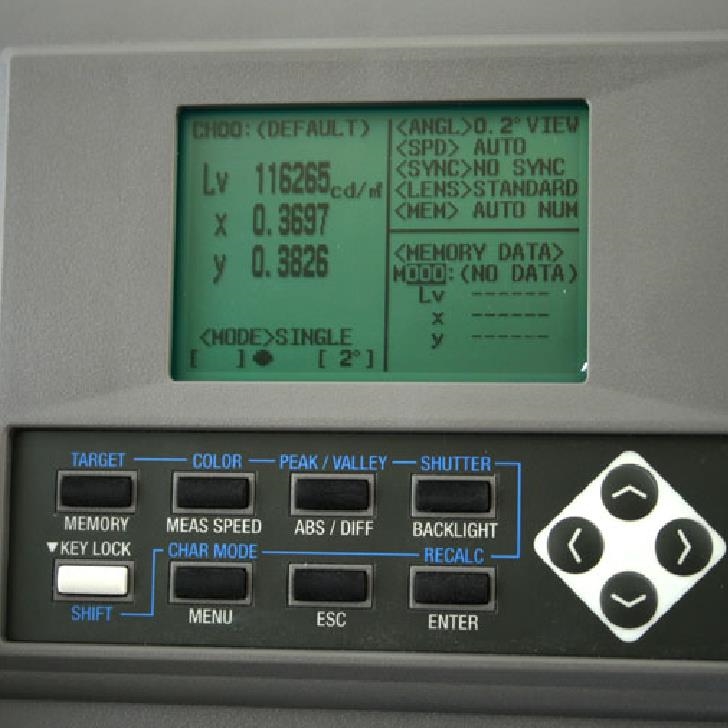 CH00:(DEFAULT)
Lv 116265cd/㎡
x 0.3697
y 0.3826
<MODE>SINGLE
[ ]● [ 2°]
<ANGL>0.2°VIEW
<SPD> AUTO
<SYNC>NO SYNC
<LENS>STANDARD
<MEM> AUTO NUM
<MEMORY DATA>
M000:(NO DATA)
Lv ------
x ------
y ------
TARGET COLOR PEAK / VALLEY SHUTTER
MEMORY MEAS SPEED ABS / DIFF BACKLIGHT
▼KEY LOCK CHAR MODE RECALC
SHIFT MENU ESC ENTER